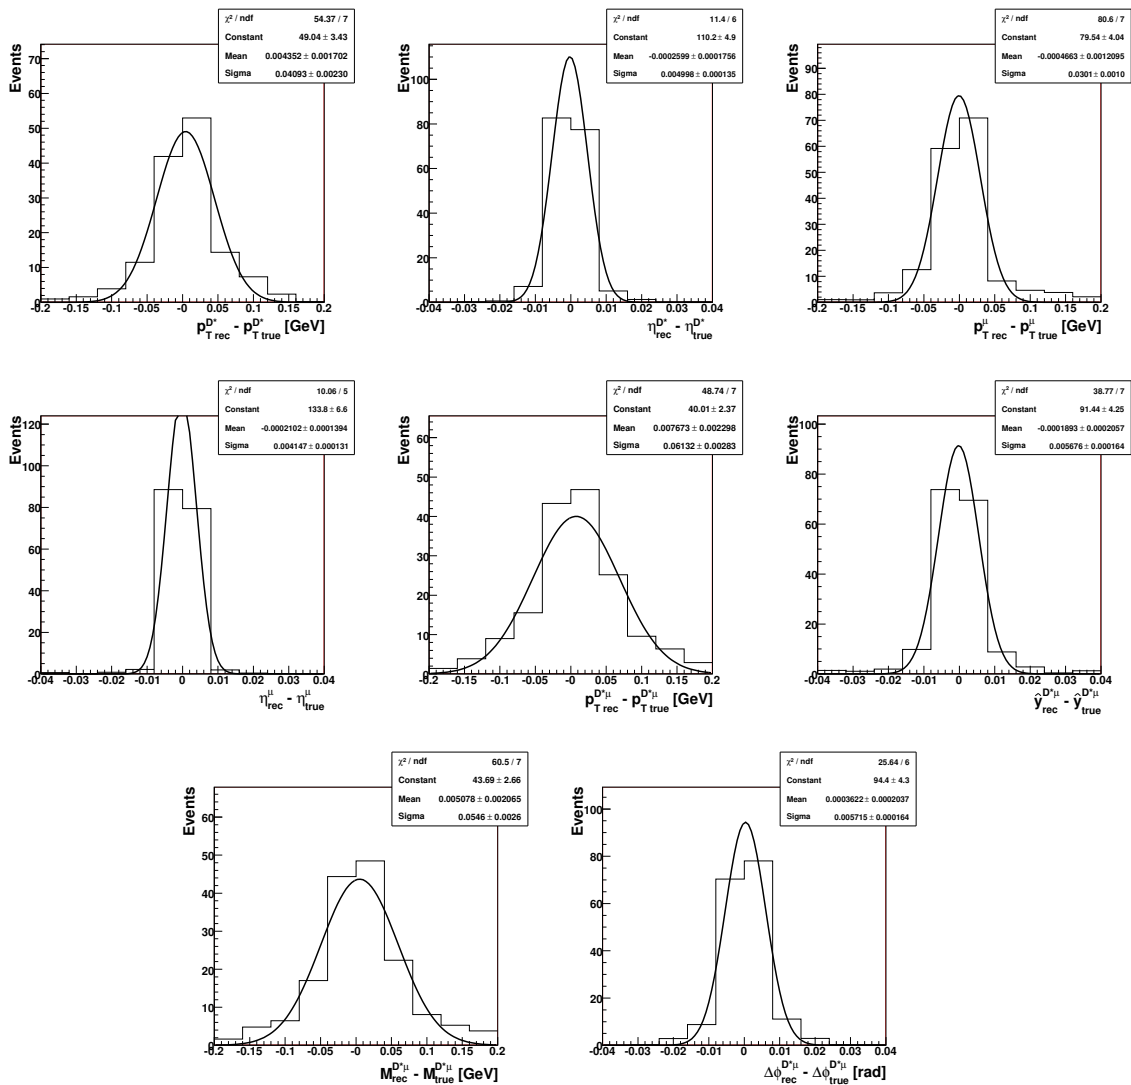 χ² / ndf 54.37 / 7
Constant 49.04 ± 3.43
Mean 0.004352 ± 0.001702
Sigma 0.04093 ± 0.00230
Events
70
60
50
40
30
20
10
0
-0.2 -0.15 -0.1 -0.05 -0 0.05 0.1 0.15 0.2
p_{T rec}^{D*} - p_{T true}^{D*} [GeV]
χ² / ndf 11.4 / 6
Constant 110.2 ± 4.9
Mean -0.0002599 ± 0.0001756
Sigma 0.004998 ± 0.000135
Events
100
80
60
40
20
0
-0.04 -0.03 -0.02 -0.01 0 0.01 0.02 0.03 0.04
η_{rec}^{D*} - η_{true}^{D*}
χ² / ndf 80.6 / 7
Constant 79.54 ± 4.04
Mean -0.0004663 ± 0.0012095
Sigma 0.0301 ± 0.0010
Events
90
80
70
60
50
40
30
20
10
0
-0.2 -0.15 -0.1 -0.05 -0 0.05 0.1 0.15 0.2
p_{T rec}^{μ} - p_{T true}^{μ} [GeV]
χ² / ndf 10.06 / 5
Constant 133.8 ± 6.6
Mean -0.0002102 ± 0.0001394
Sigma 0.004147 ± 0.000131
Events
120
100
80
60
40
20
0
-0.04 -0.03 -0.02 -0.01 0 0.01 0.02 0.03 0.04
η_{rec}^{μ} - η_{true}^{μ}
χ² / ndf 48.74 / 7
Constant 40.01 ± 2.37
Mean 0.007673 ± 0.002298
Sigma 0.06132 ± 0.00283
Events
60
50
40
30
20
10
0
-0.2 -0.15 -0.1 -0.05 -0 0.05 0.1 0.15 0.2
p_{T rec}^{D*μ} - p_{T true}^{D*μ} [GeV]
χ² / ndf 38.77 / 7
Constant 91.44 ± 4.25
Mean -0.0001893 ± 0.0002057
Sigma 0.005676 ± 0.000164
Events
100
80
60
40
20
0
-0.04 -0.03 -0.02 -0.01 0 0.01 0.02 0.03 0.04
ŷ_{rec}^{D*μ} - ŷ_{true}^{D*μ}
χ² / ndf 60.5 / 7
Constant 43.69 ± 2.66
Mean 0.005078 ± 0.002065
Sigma 0.0546 ± 0.0026
Events
60
50
40
30
20
10
0
-0.2 -0.15 -0.1 -0.05 -0 0.05 0.1 0.15 0.2
M_{rec}^{D*μ} - M_{true}^{D*μ} [GeV]
χ² / ndf 25.64 / 6
Constant 94.4 ± 4.3
Mean 0.0003622 ± 0.0002037
Sigma 0.005715 ± 0.000164
Events
100
80
60
40
20
0
-0.04 -0.03 -0.02 -0.01 0 0.01 0.02 0.03 0.04
Δφ_{rec}^{D*μ} - Δφ_{true}^{D*μ} [rad]